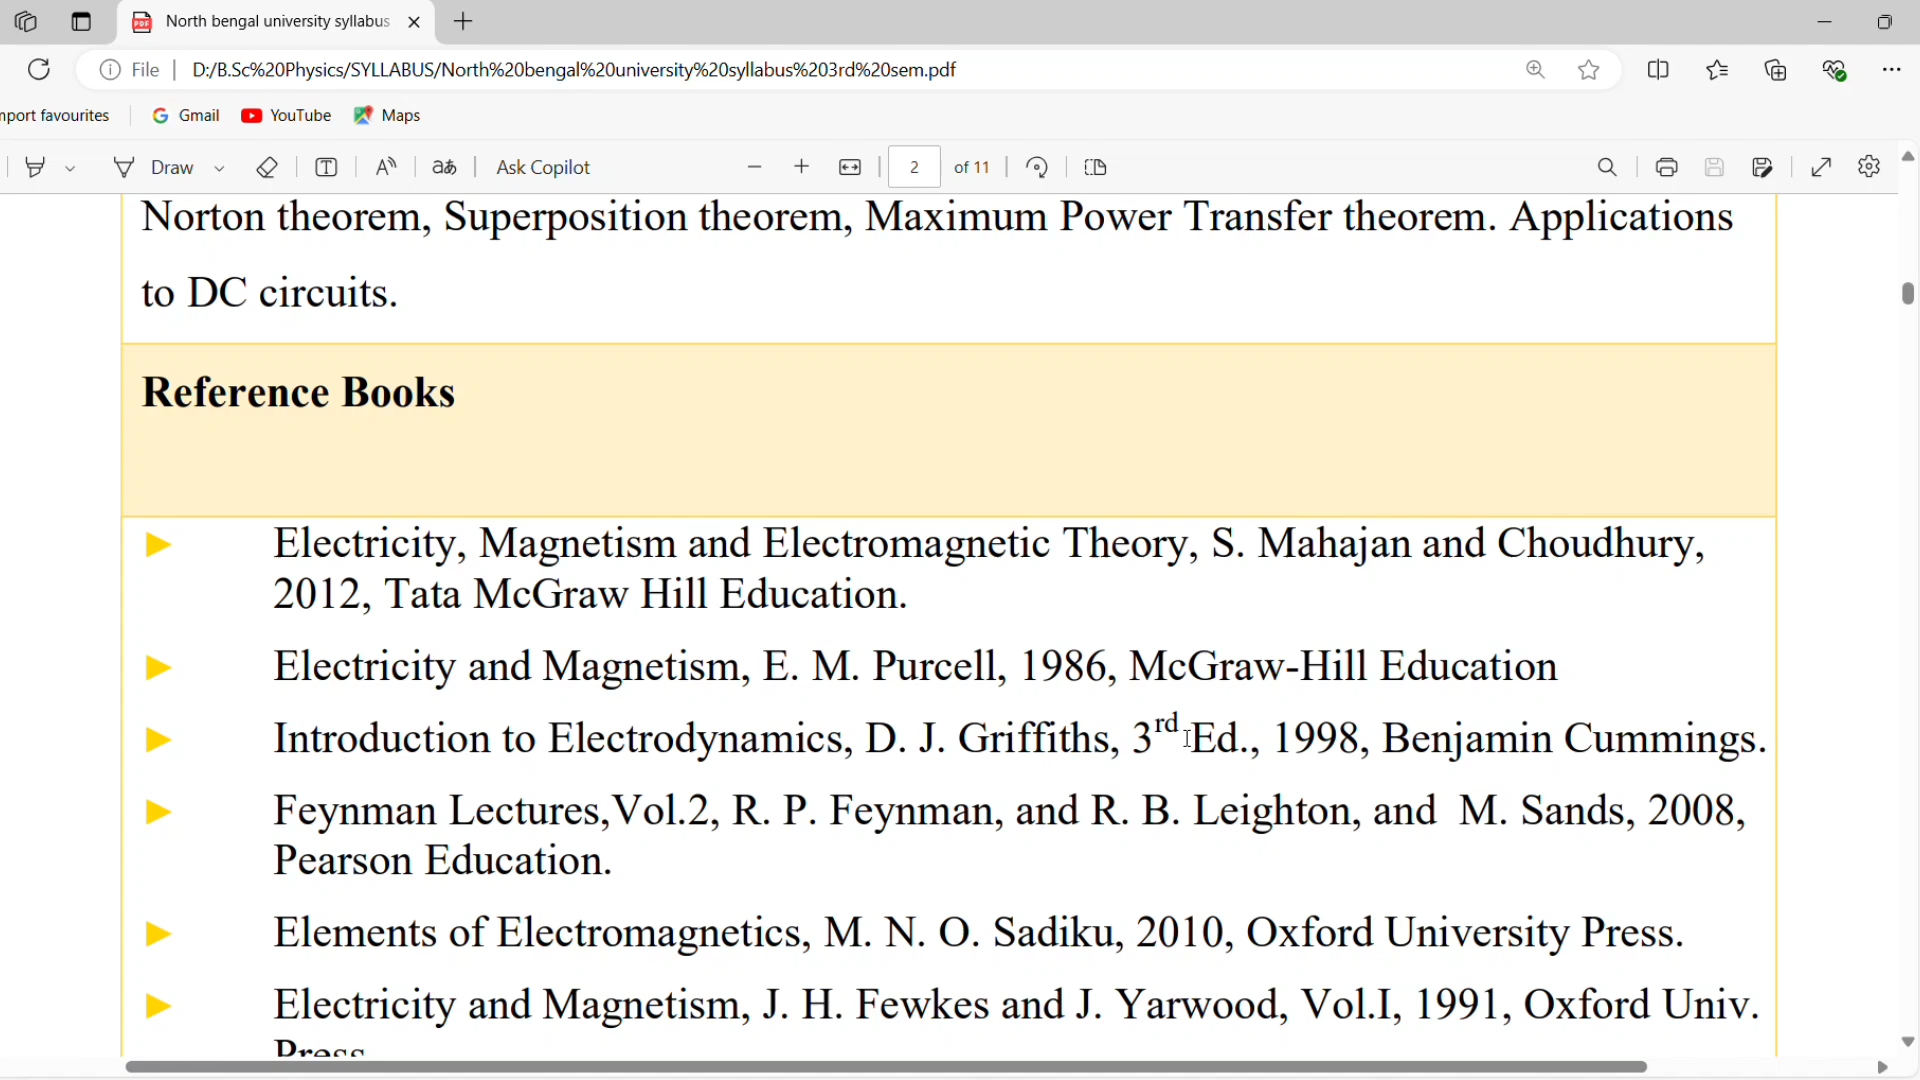 North bengal university syllabus
File D:/B.Sc%20Physics/SYLLABUS/North%20bengal%20university%20syllabus%203rd%20sem.pdf
mport favourites Gmail YouTube Maps
Draw Ask Copilot 2 of 11
Norton theorem, Superposition theorem, Maximum Power Transfer theorem. Applications
to DC circuits.
Reference Books
Electricity, Magnetism and Electromagnetic Theory, S. Mahajan and Choudhury,
2012, Tata McGraw Hill Education.
Electricity and Magnetism, E. M. Purcell, 1986, McGraw-Hill Education
Introduction to Electrodynamics, D. J. Griffiths, 3rd Ed., 1998, Benjamin Cummings.
Feynman Lectures,Vol.2, R. P. Feynman, and R. B. Leighton, and M. Sands, 2008,
Pearson Education.
Elements of Electromagnetics, M. N. O. Sadiku, 2010, Oxford University Press.
Electricity and Magnetism, J. H. Fewkes and J. Yarwood, Vol.I, 1991, Oxford Univ.
Press